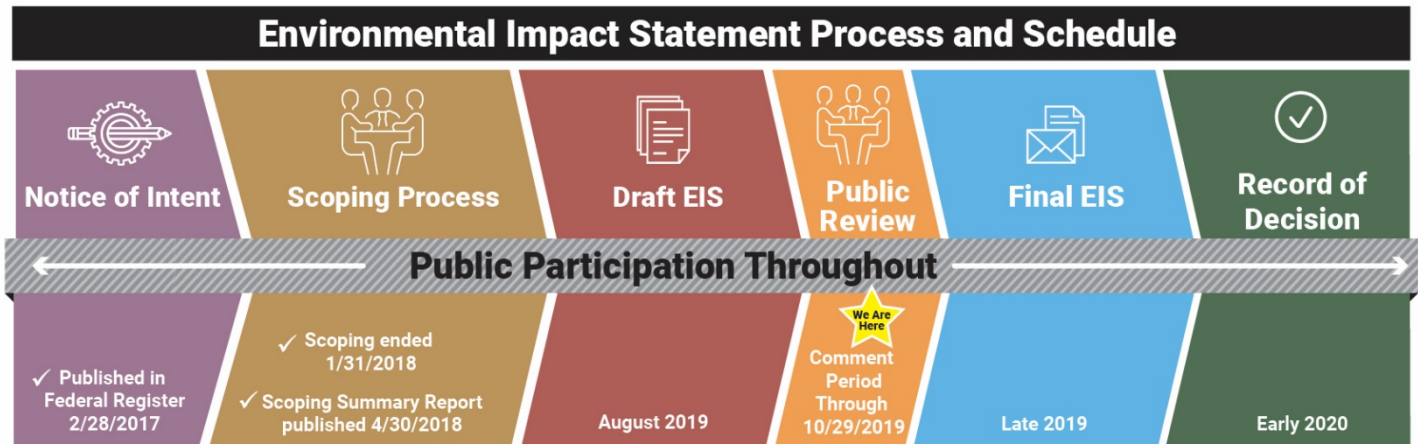 Environmental Impact Statement Process and Schedule
Notice of Intent
Scoping Process
Draft EIS
Public
Review
Final EIS
Record of
Decision
Public Participation Throughout
✓ Published in
Federal Register
2/28/2017
✓ Scoping ended
1/31/2018
✓ Scoping Summary Report
published 4/30/2018
August 2019
We Are
Here
Comment
Period
Through
10/29/2019
Late 2019
Early 2020